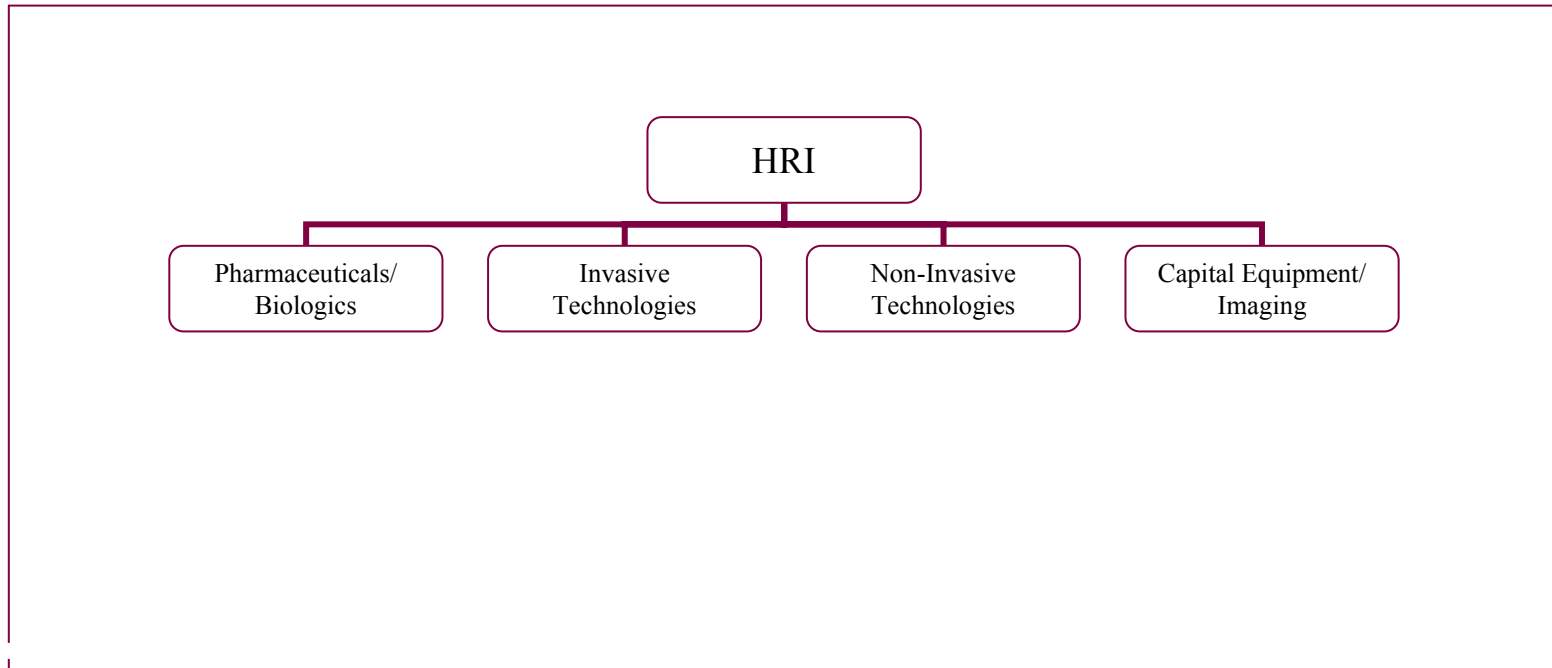 HRI
Pharmaceuticals/
Biologics
Invasive
Technologies
Non-Invasive
Technologies
Capital Equipment/
Imaging